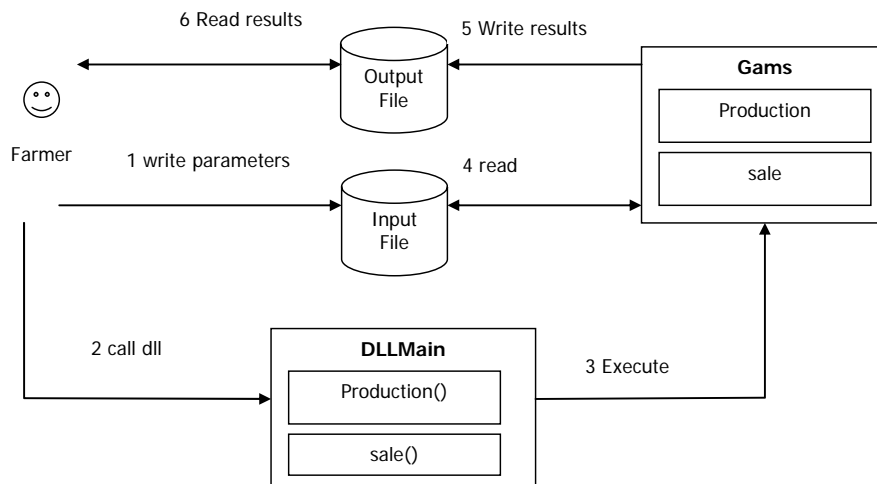 6 Read results
5 Write results
Output
File
Gams
Production
sale
Farmer
1 write parameters
4 read
Input
File
2 call dll
DLLMain
Production()
sale()
3 Execute